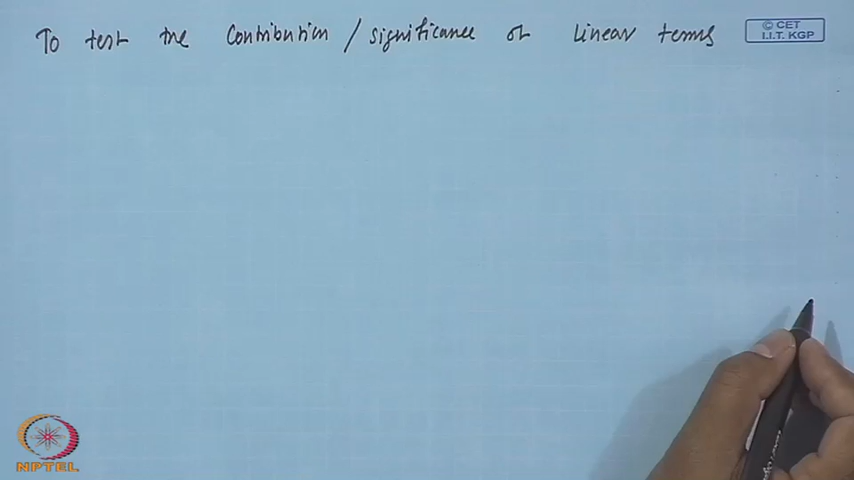 To test the Contribution / significance of Linear terms
© CET
I.I.T. KGP
NPTEL